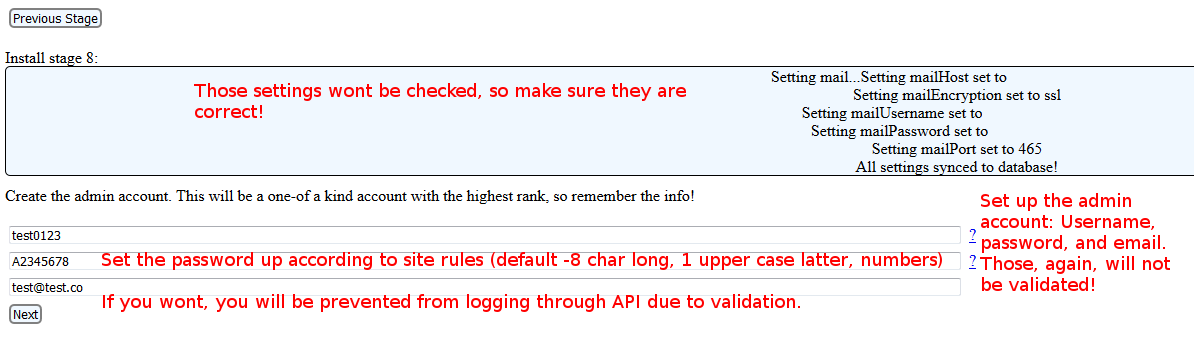 Previous Stage
Install stage 8:
Setting mail...Setting mailHost set to
Those settings wont be checked, so make sure they are
correct!
Setting mailEncryption set to ssl
Setting mailUsername set to
Setting mailPassword set to
Setting mailPort set to 465
All settings synced to database!
Create the admin account. This will be a one-of a kind account with the highest rank, so remember the info!
Set up the admin
account: Username,
password, and email.
Those, again, will not
be validated!
test0123
?
A2345678
Set the password up according to site rules (default -8 char long, 1 upper case latter, numbers)
?
test@test.co
If you wont, you will be prevented from logging through API due to validation.
Next